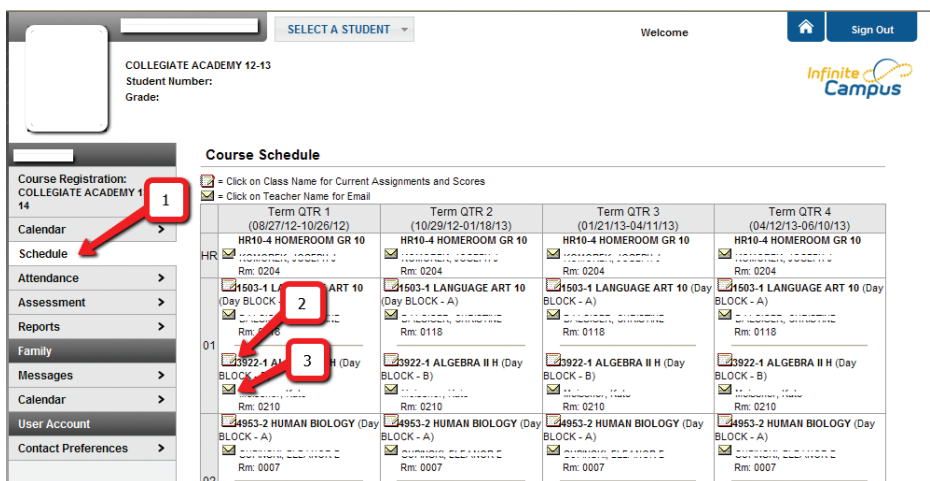 SELECT A STUDENT
Welcome
Sign Out
COLLEGIATE ACADEMY 12-13
Student Number:
Grade:
Infinite
Campus
Course Registration:
COLLEGIATE ACADEMY 1
14
Calendar >
Schedule
Attendance >
Assessment >
Reports >
Family
Messages >
Calendar >
User Account
Contact Preferences >
1
2
3
Course Schedule
= Click on Class Name for Current Assignments and Scores
= Click on Teacher Name for Email
Term QTR 1 Term QTR 2 Term QTR 3 Term QTR 4
(08/27/12-10/26/12) (10/29/12-01/18/13) (01/21/13-04/11/13) (04/12/13-06/10/13)
HR10-4 HOMEROOM GR 10 HR10-4 HOMEROOM GR 10 HR10-4 HOMEROOM GR 10 HR10-4 HOMEROOM GR 10
HR
Rm: 0204 Rm: 0204 Rm: 0204 Rm: 0204
1503-1 LA AGE ART 10 1503-1 LANGUAGE ART 10 1503-1 LANGUAGE ART 10 (Day 1503-1 LANGUAGE ART 10 (Day
(Day BLOCK - (Day BLOCK - A) BLOCK - A) BLOCK - A)
Rm: 0118 Rm: 0118 Rm: 0118
01
3922-1 AL H (Day 3922-1 ALGEBRA II H (Day 3922-1 ALGEBRA II H (Day 3922-1 ALGEBRA II H (Day
BLOCK - BLOCK - B) BLOCK - B) BLOCK - B)
Rm: 0210 Rm: 0210 Rm: 0210 Rm: 0210
4953-2 HUMAN BIOLOGY (Day 4953-2 HUMAN BIOLOGY (Day 4953-2 HUMAN BIOLOGY (Day 4953-2 HUMAN BIOLOGY (Day
BLOCK - A) BLOCK - A) BLOCK - A) BLOCK - A)
Rm: 0007 Rm: 0007 Rm: 0007 Rm: 0007